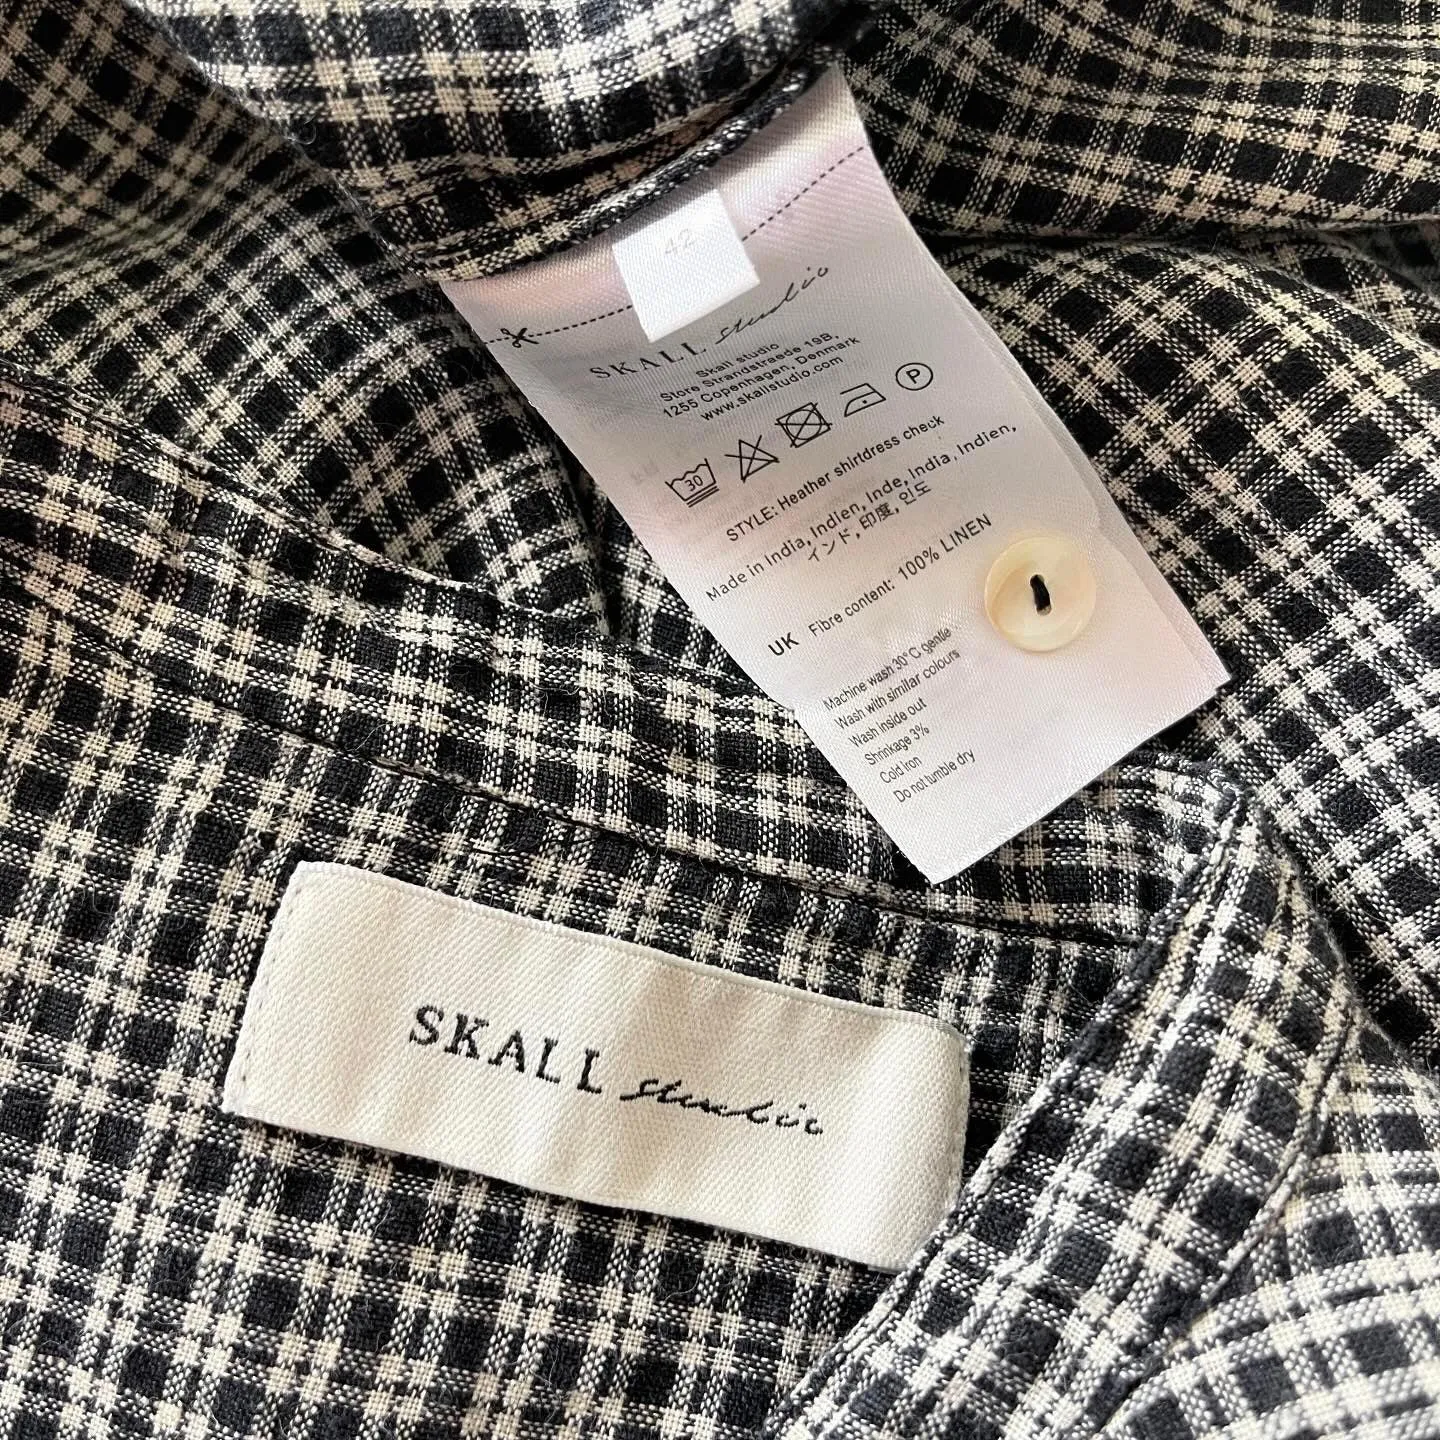 42
SKALL studio
Skall studio
Store Strandstraede 19B,
1255 Copenhagen, Denmark
www.skallstudio.com
30
P
STYLE: Heather shirtdress check
Made in India, Indien, Inde, India, Indien,
インド, 印度, 인도
UK Fibre content: 100% LINEN
Machine wash 30°C gentle
Wash with similar colours
Wash inside out
Shrinkage 3%
Cold iron
Do not tumble dry
SKALL studio